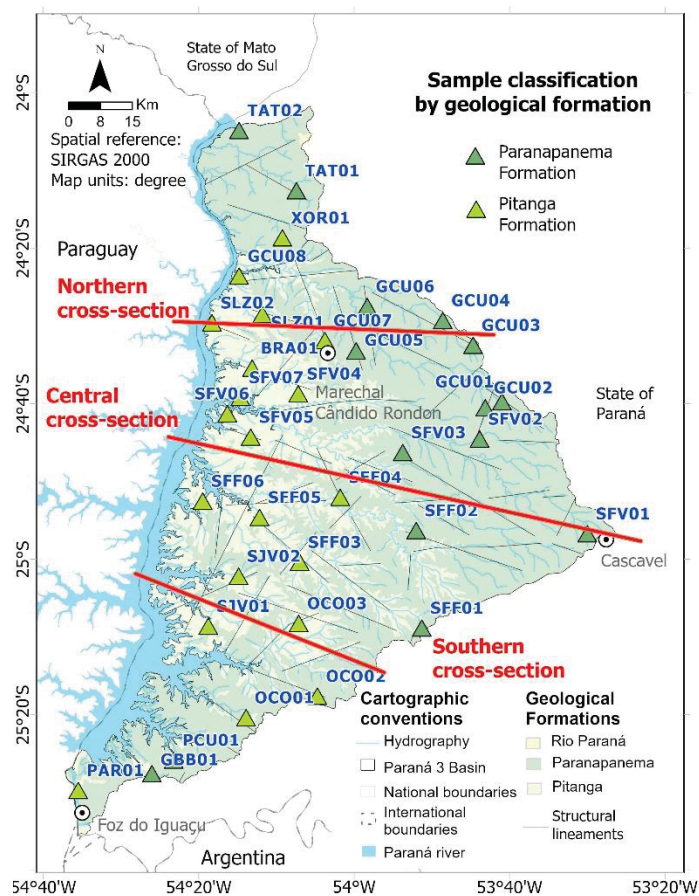 State of Mato
Grosso do Sul
N
Km
0 8 15
Spatial reference:
SIRGAS 2000
Map units: degree
Sample classification
by geological formation
Paranapanema
Formation
Pitanga
Formation
24°S
24°20'S
24°40'S
25°S
25°20'S
TAT02
TAT01
XOR01
Paraguay
GCU08
Northern
cross-section
SLZ02
SLZ01
GCU07
GCU06
GCU04
GCU03
BRA01
GCU05
SFV07
SFV04
Marechal
Cândido Rondon
GCU01
GCU02
Central
cross-section
SFV06
SFV05
SFV03
SFV02
State of
Paraná
SFF06
SFF05
SFF04
SFF02
SFV01
Cascavel
SJV02
SFF03
SJV01
OCO03
SFF01
Southern
cross-section
OCO02
OCO01
PCU01
GBB01
PAR01
Foz do Iguaçu
Argentina
Cartographic
conventions
Hydrography
Paraná 3 Basin
National boundaries
International
boundaries
Paraná river
Geological
Formations
Rio Paraná
Paranapanema
Pitanga
Structural
lineaments
54°40'W
54°20'W
54°W
53°40'W
53°20'W